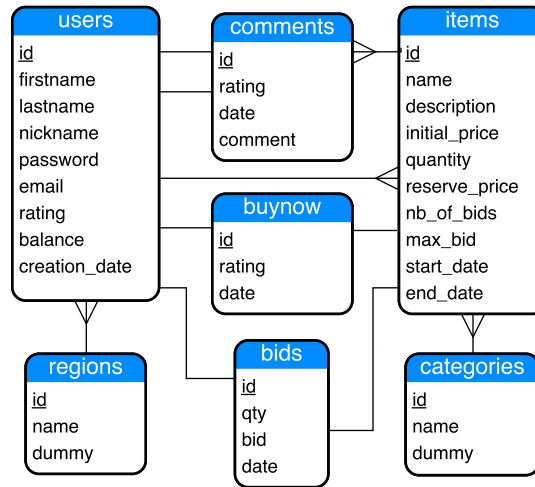 users
id
firstname
lastname
nickname
password
email
rating
balance
creation_date
comments
id
rating
date
comment
items
id
name
description
initial_price
quantity
reserve_price
nb_of_bids
max_bid
start_date
end_date
buynow
id
rating
date
regions
id
name
dummy
bids
id
qty
bid
date
categories
id
name
dummy